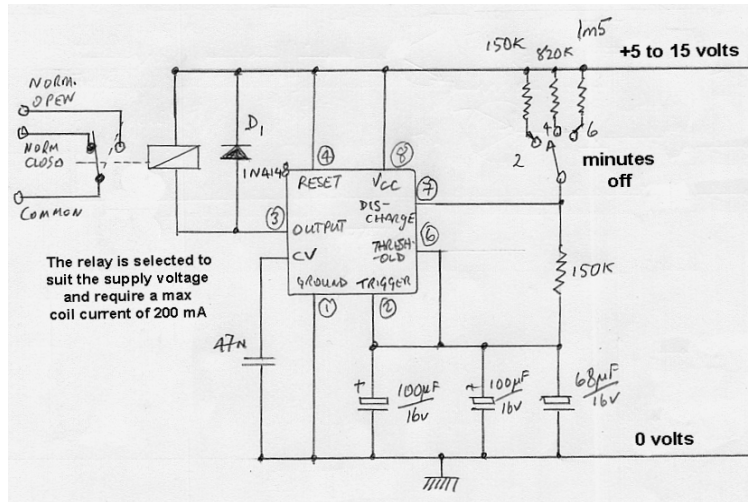 150K
820K
1m5
+5 to 15 volts
NORM.
OPEN
NORM
CLOSD
COMMON
D1
1N4148
4
8
RESET
VCC
7
2
4
6
A
minutes
off
DIS-
CHARGE
3
OUTPUT
6
THRESH-
OLD
CV
GROUND
TRIGGER
1
2
150K
The relay is selected to
suit the supply voltage
and require a max
coil current of 200 mA
47N
+
100µF
16V
+
100µF
16V
68µF
16V
0 volts